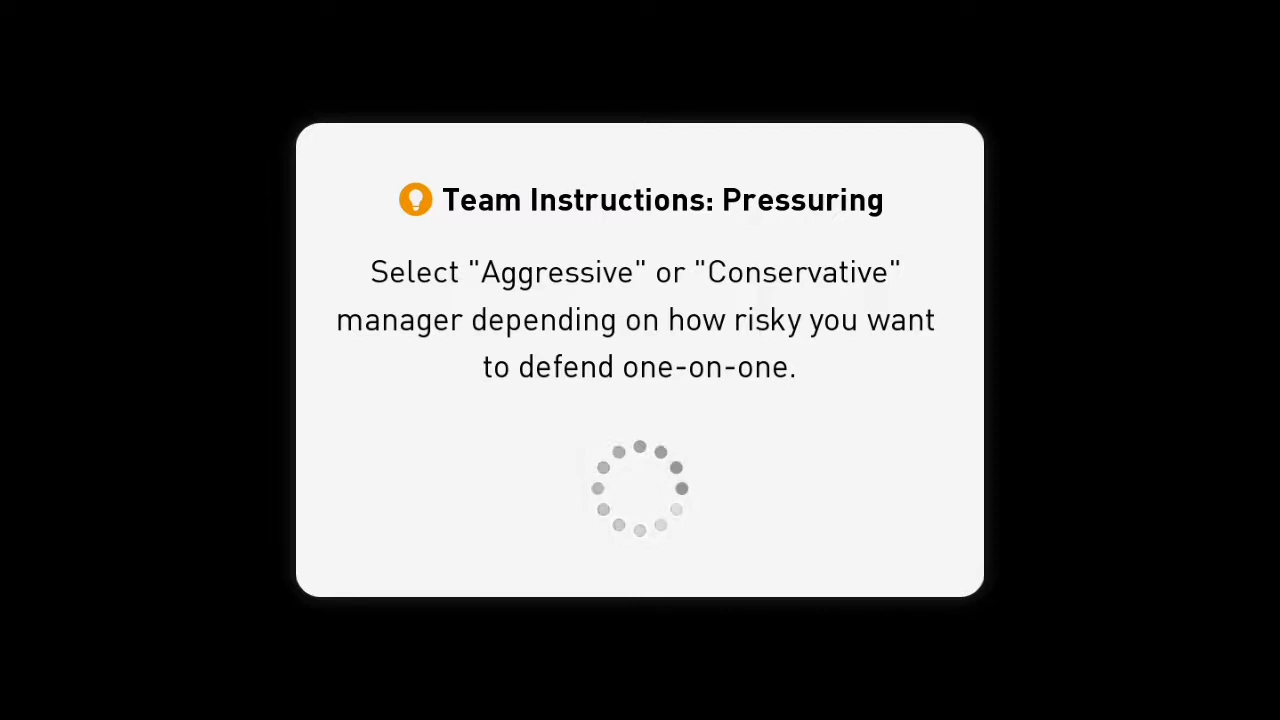 Team Instructions: Pressuring
Select "Aggressive" or "Conservative"
manager depending on how risky you want
to defend one-on-one.